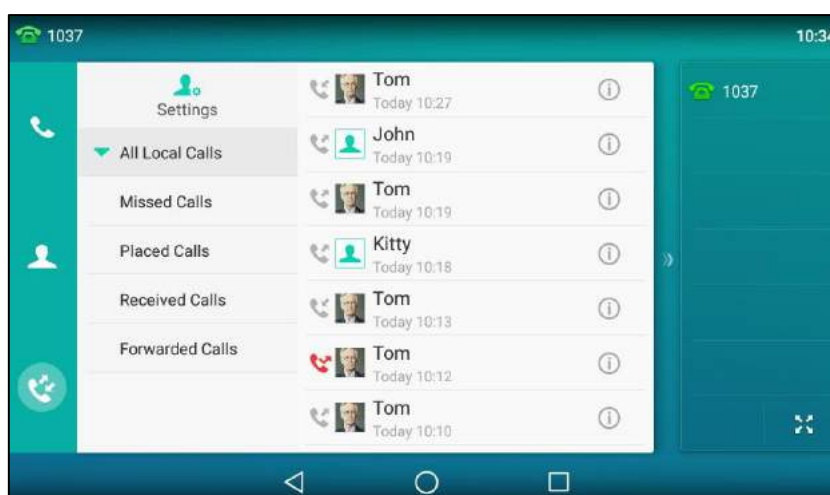 1037
10:34
Settings
All Local Calls
Missed Calls
Placed Calls
Received Calls
Forwarded Calls
Tom
Today 10:27
John
Today 10:19
Tom
Today 10:19
Kitty
Today 10:18
Tom
Today 10:13
Tom
Today 10:12
Tom
Today 10:10
1037